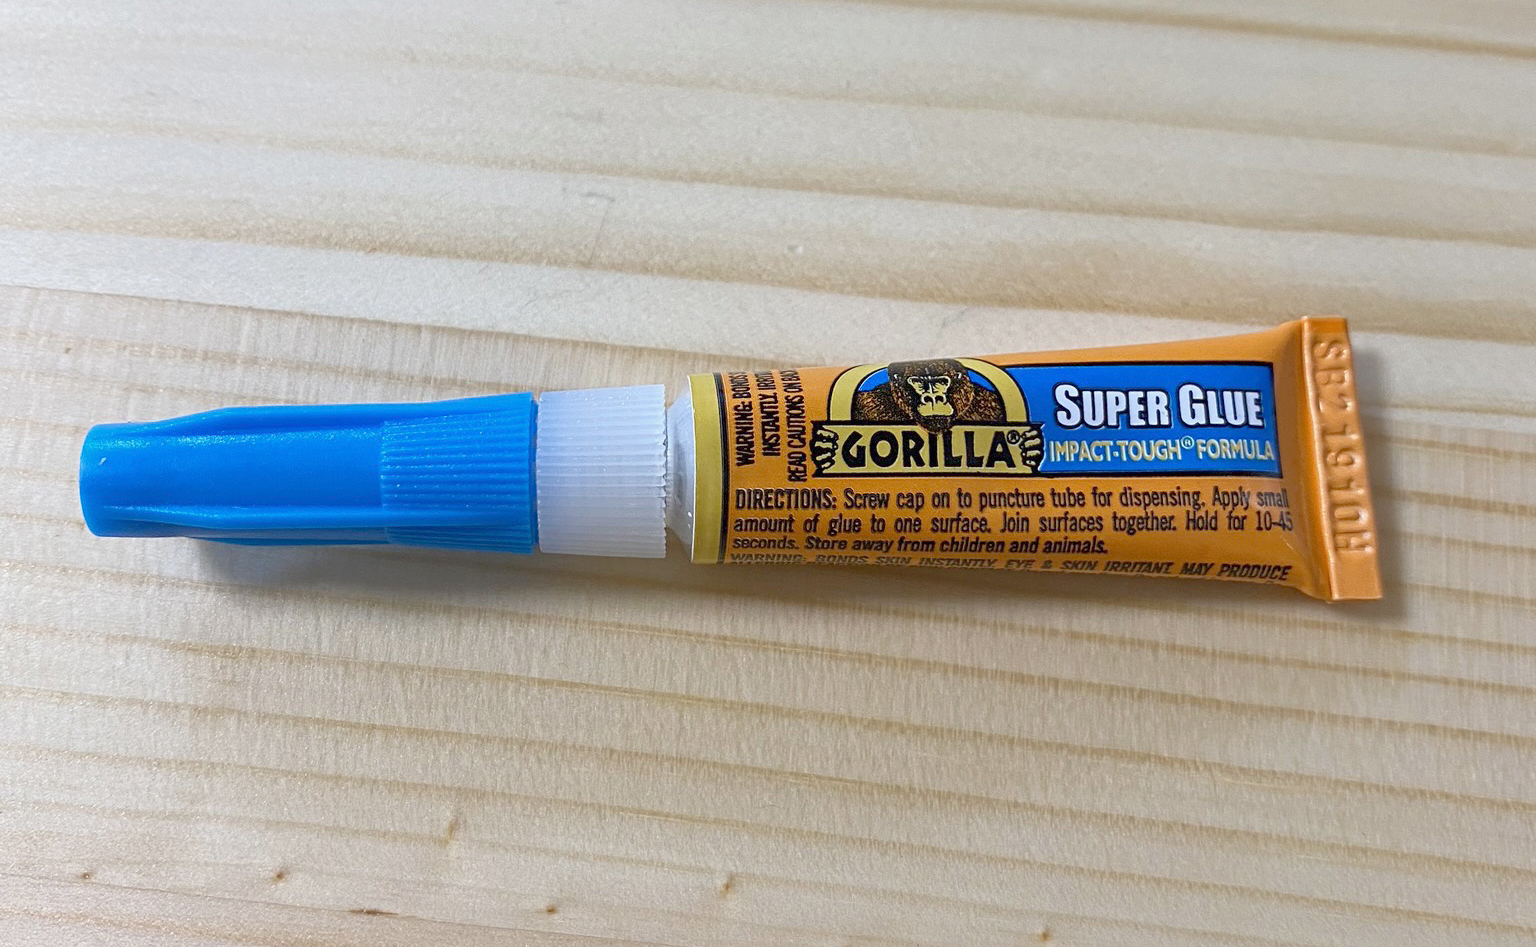 WARNING: BONDS
INSTANTLY. 
READ CAUTIONS ON
GORILLA®
SUPER GLUE
IMPACT-TOUGH® FORMULA
DIRECTIONS: Screw cap on to puncture tube for dispensing. Apply small
amount of glue to one surface. Join surfaces together. Hold for 10-45
seconds. Store away from children and animals.
WARNING: BONDS SKIN INSTANTLY. EYE & SKIN IRRITANT. MAY PRODUCE